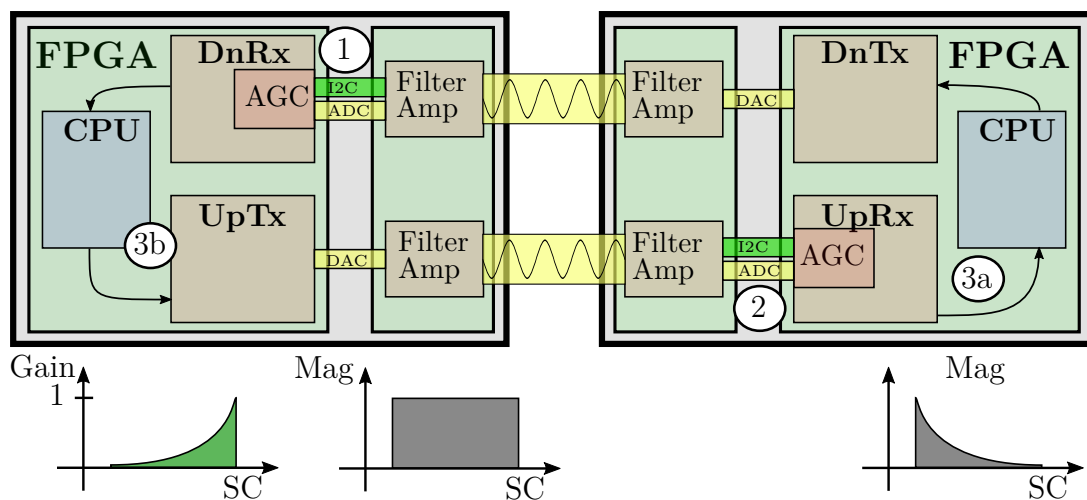 FPGA
DnRx
AGC
CPU
1
I2C
ADC
Filter
Amp
Filter
Amp
DAC
DnTx
FPGA
CPU
UpTx
3b
DAC
Filter
Amp
Filter
Amp
I2C
ADC
2
UpRx
AGC
3a
Gain
1
SC
Mag
SC
Mag
SC